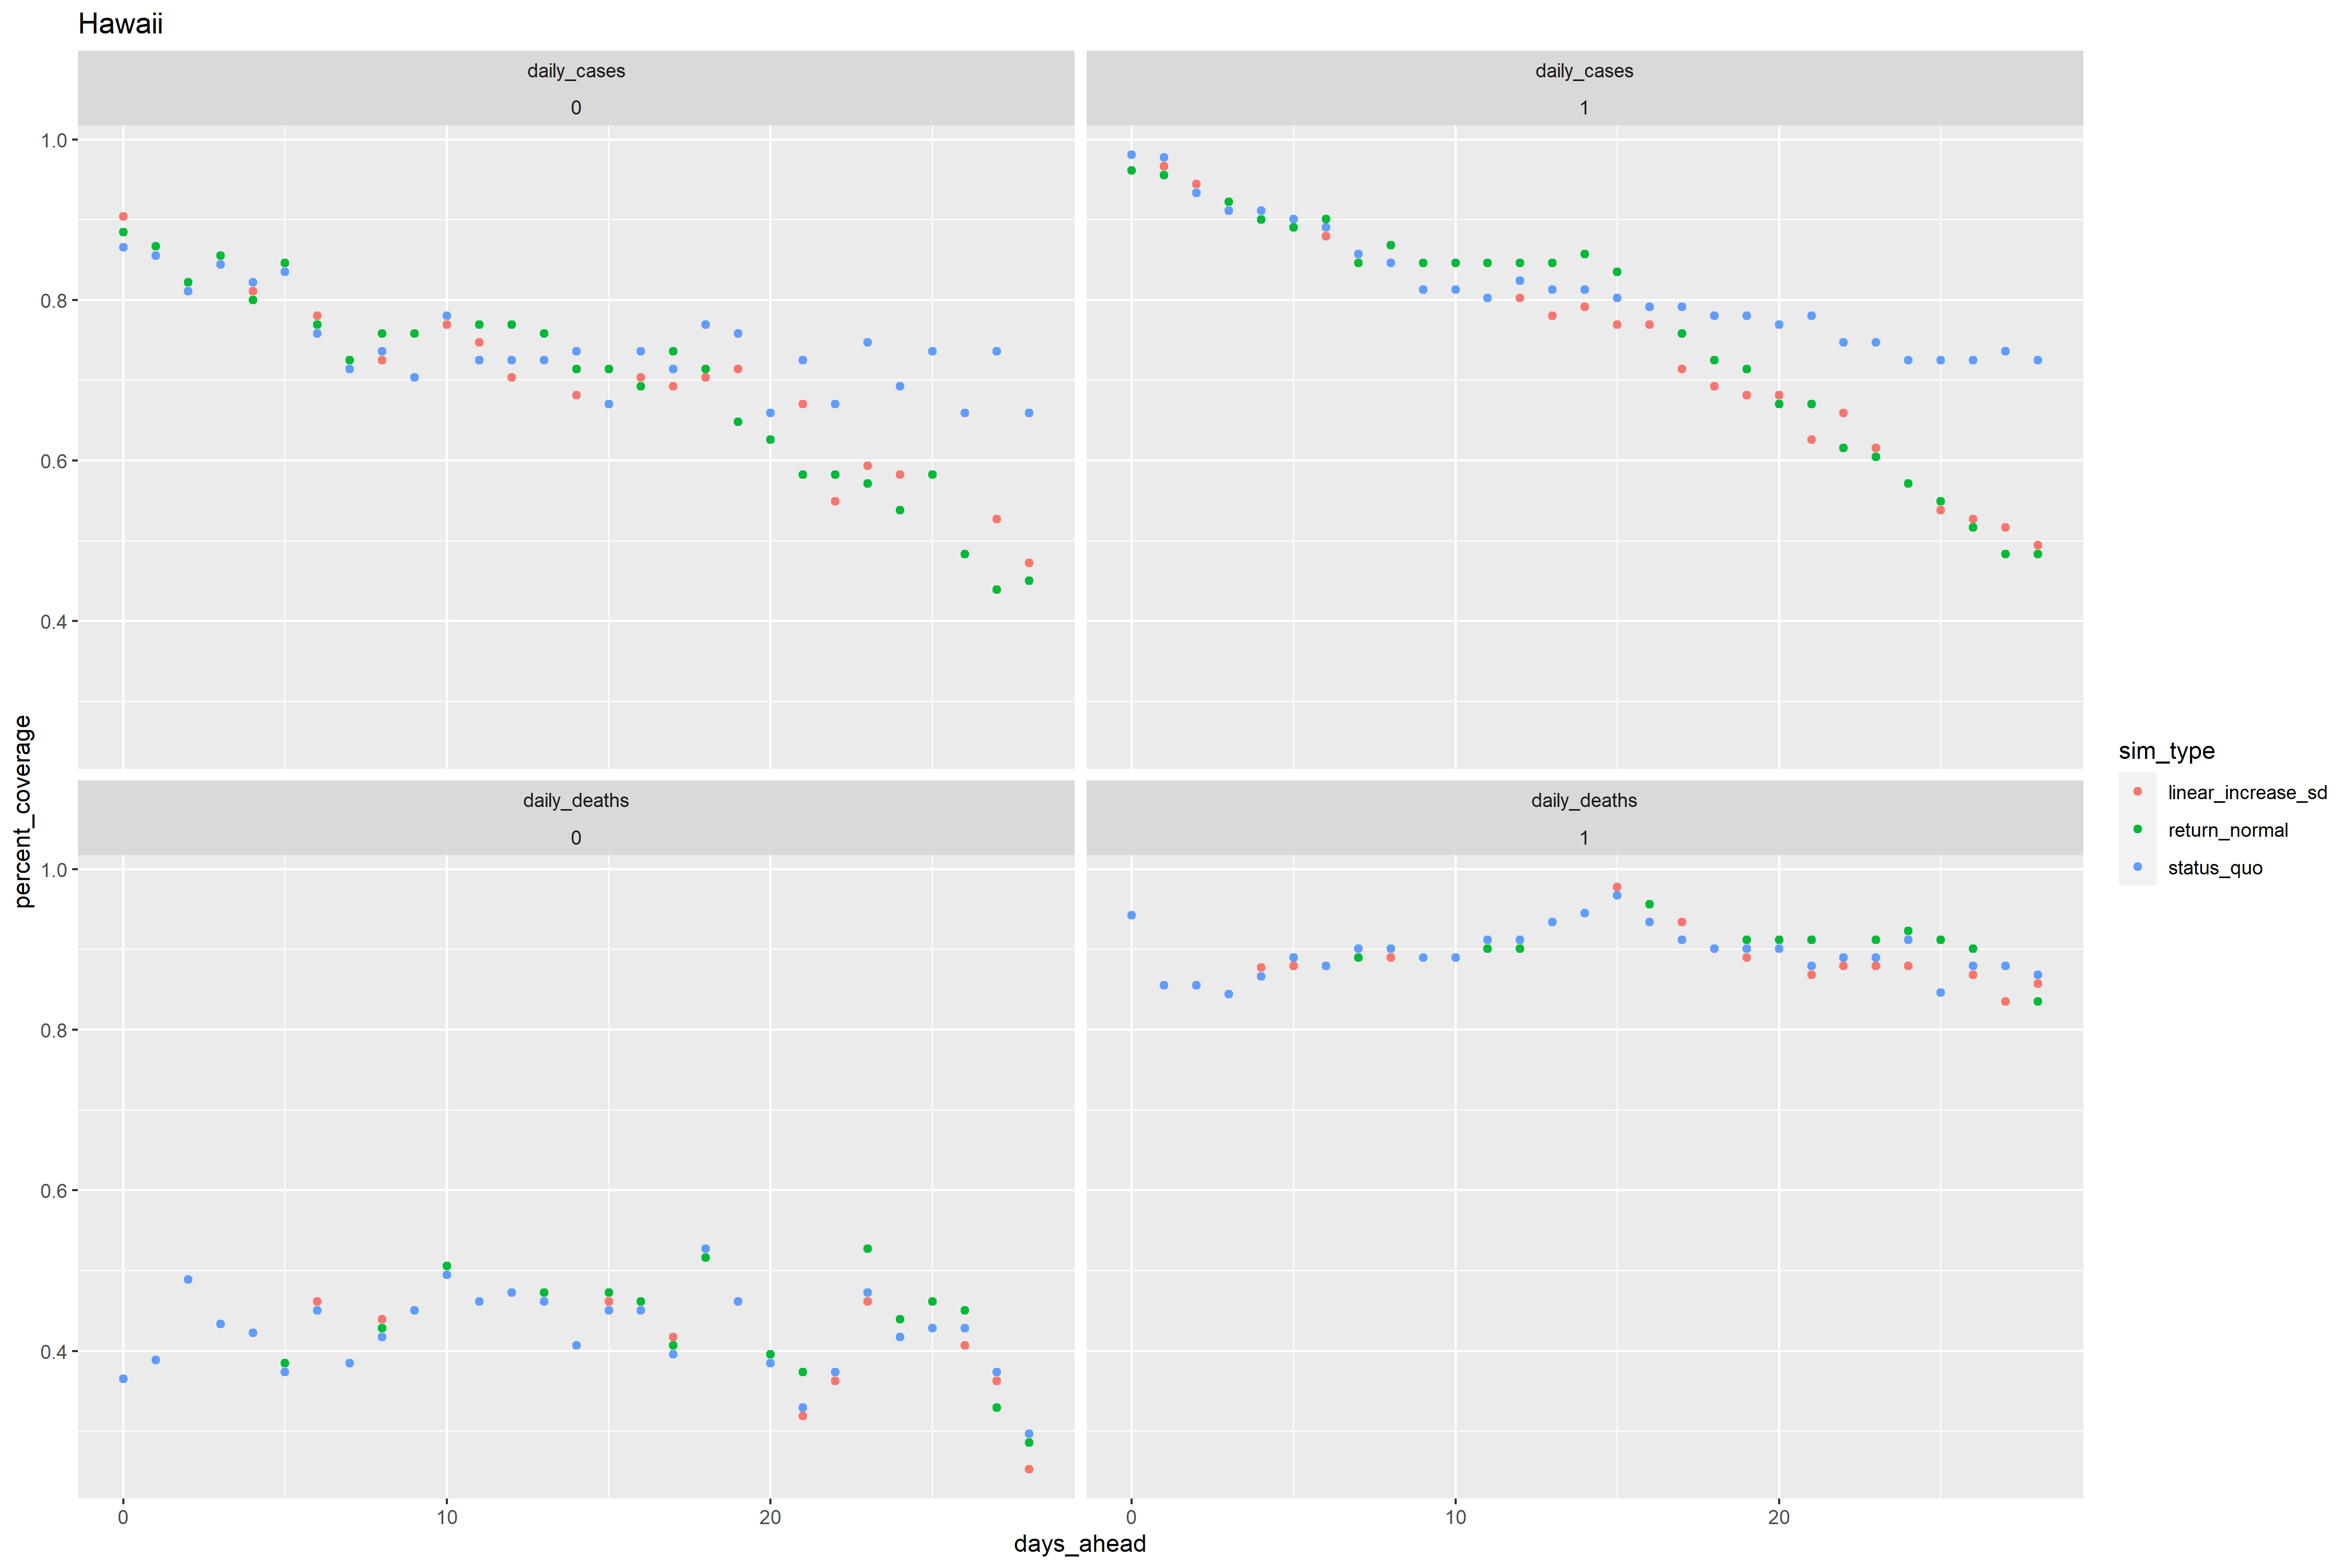 Hawaii
daily_cases
0
daily_cases
1
1.0
0.8
0.6
0.4
percent_coverage
daily_deaths
0
daily_deaths
1
1.0
0.8
0.6
0.4
0
10
20
0
10
20
days_ahead
sim_type
linear_increase_sd
return_normal
status_quo